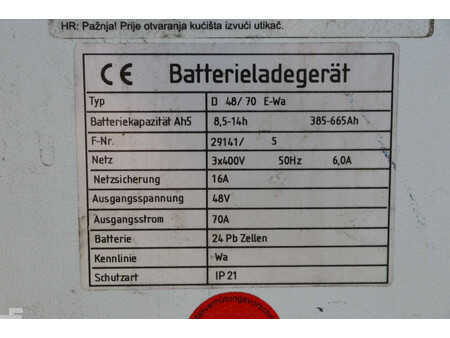 HR: Pažnja! Prije otvaranja kućišta izvući utikač.
CE Batterieladegerät
Typ D 48/70 E-Wa
Batteriekapazität Ah5 8,5-14h 385-665Ah
F-Nr. 29141/ 5
Netz 3x400V 50Hz 6,0A
Netzsicherung 16A
Ausgangsspannung 48V
Ausgangsstrom 70A
Batterie 24 Pb Zellen
Kennlinie Wa
Schutzart IP 21